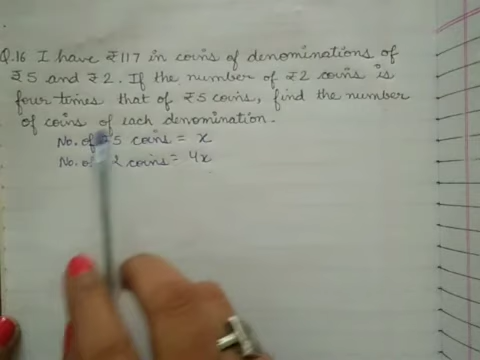 Q.16 I have ₹117 in coins of denominations of
₹5 and ₹2. If the number of ₹2 coins is
four times that of ₹5 coins, find the number
of coins of each denomination.
No. of ₹5 coins = x
No. of 2 coins = 4x